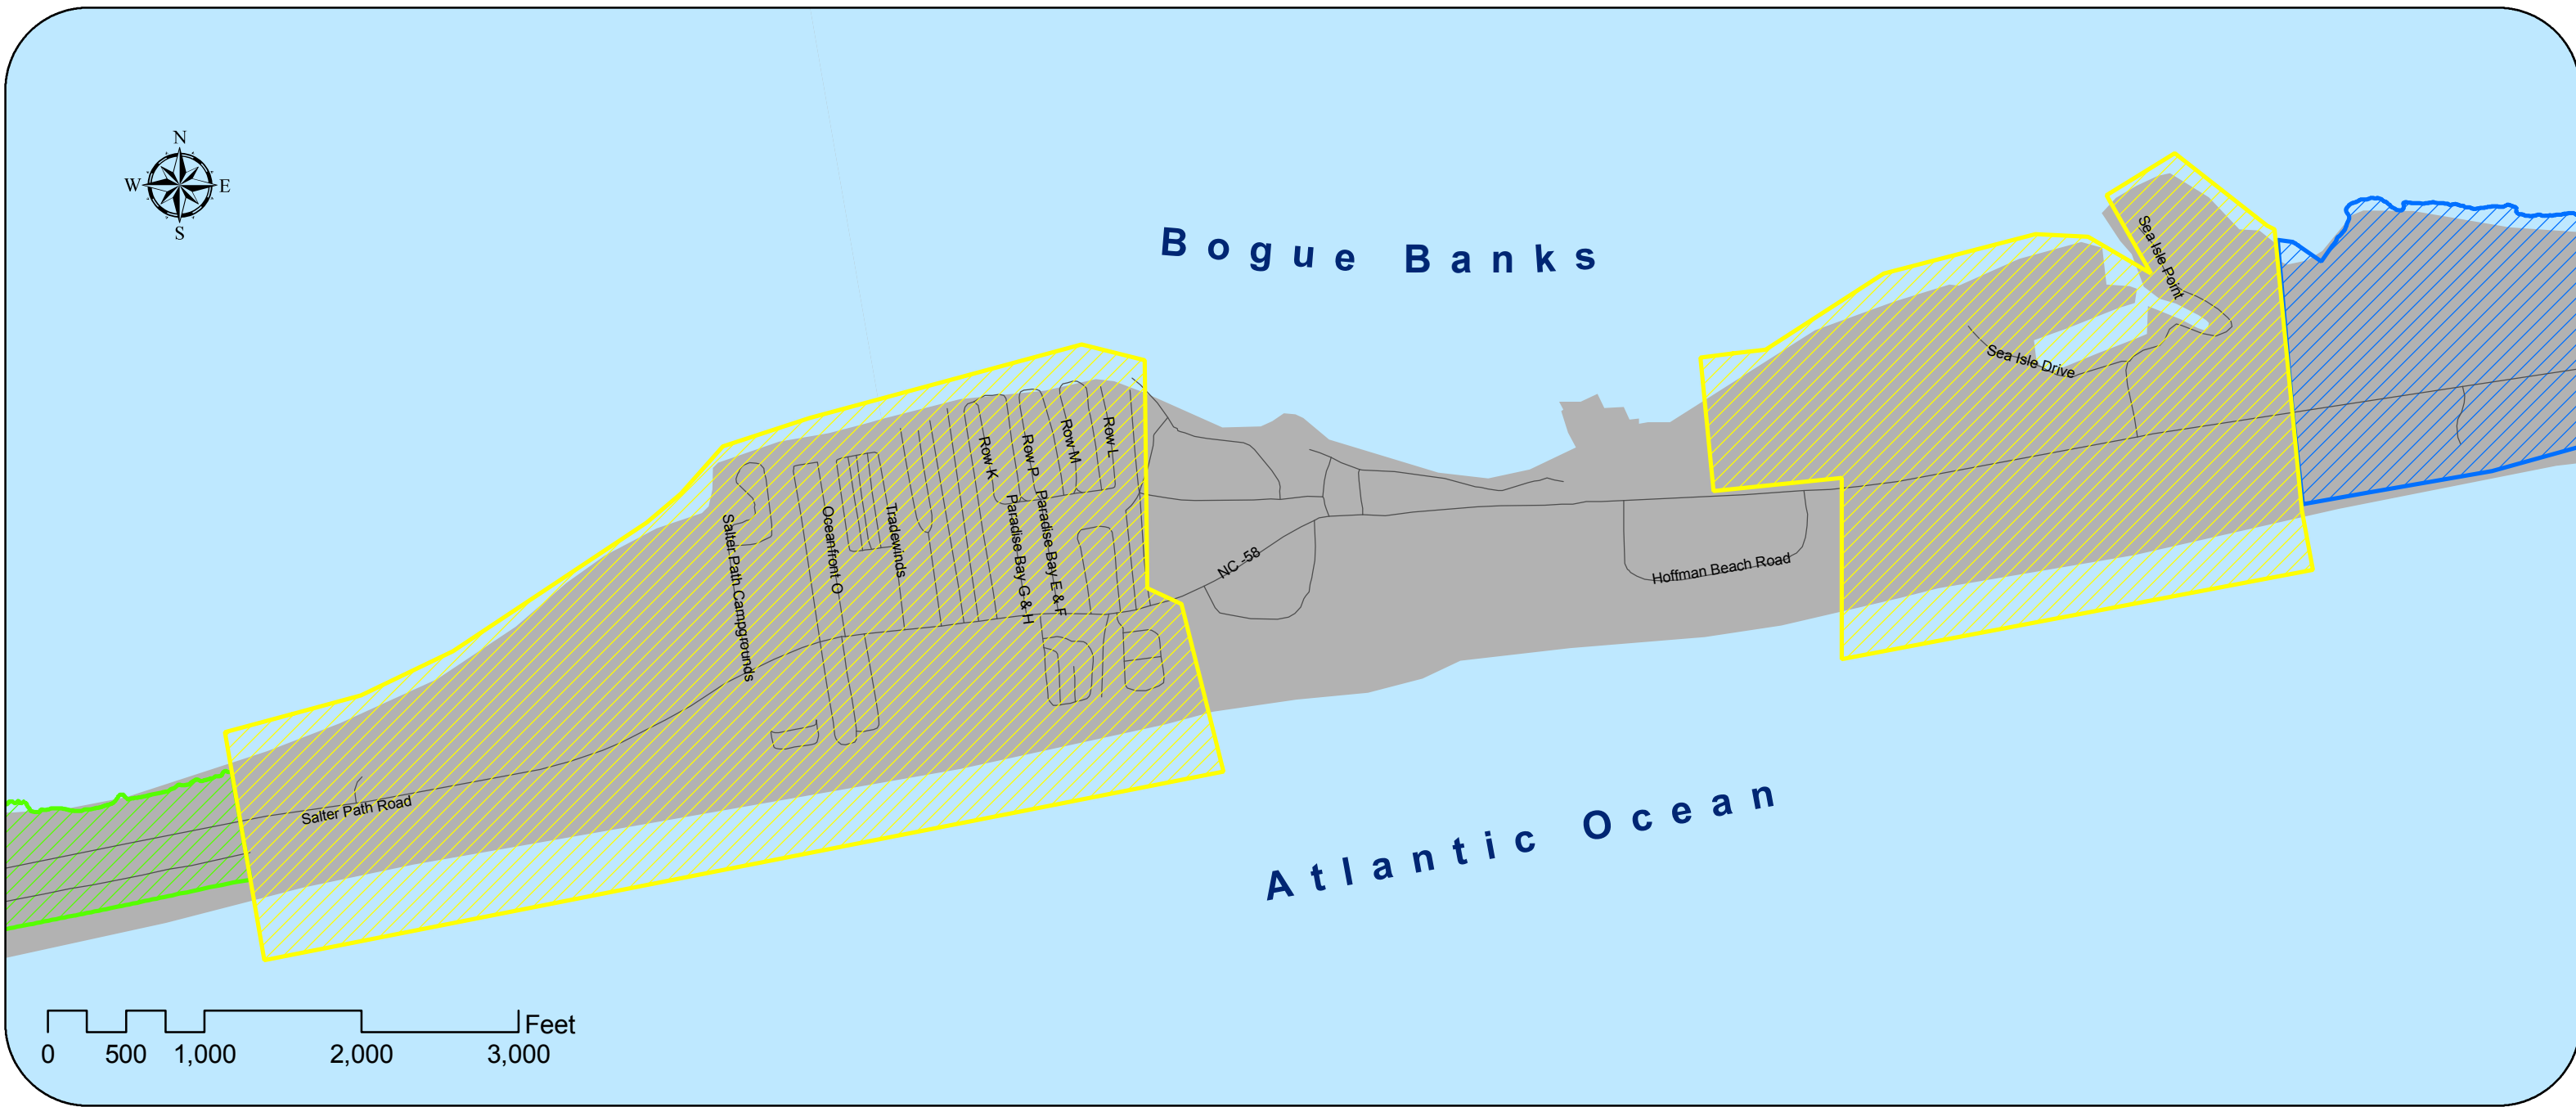 N
W E
S
Bogue Banks
Sea Isle Point
Sea Isle Drive
Row L
Row M
Row P
Row K
Paradise Bay E & F
Paradise Bay G & H
Tradewinds
Oceanfront O
Salter Path Campgrounds
NC -58
Hoffman Beach Road
Salter Path Road
Atlantic Ocean
Feet
0 500 1,000 2,000 3,000